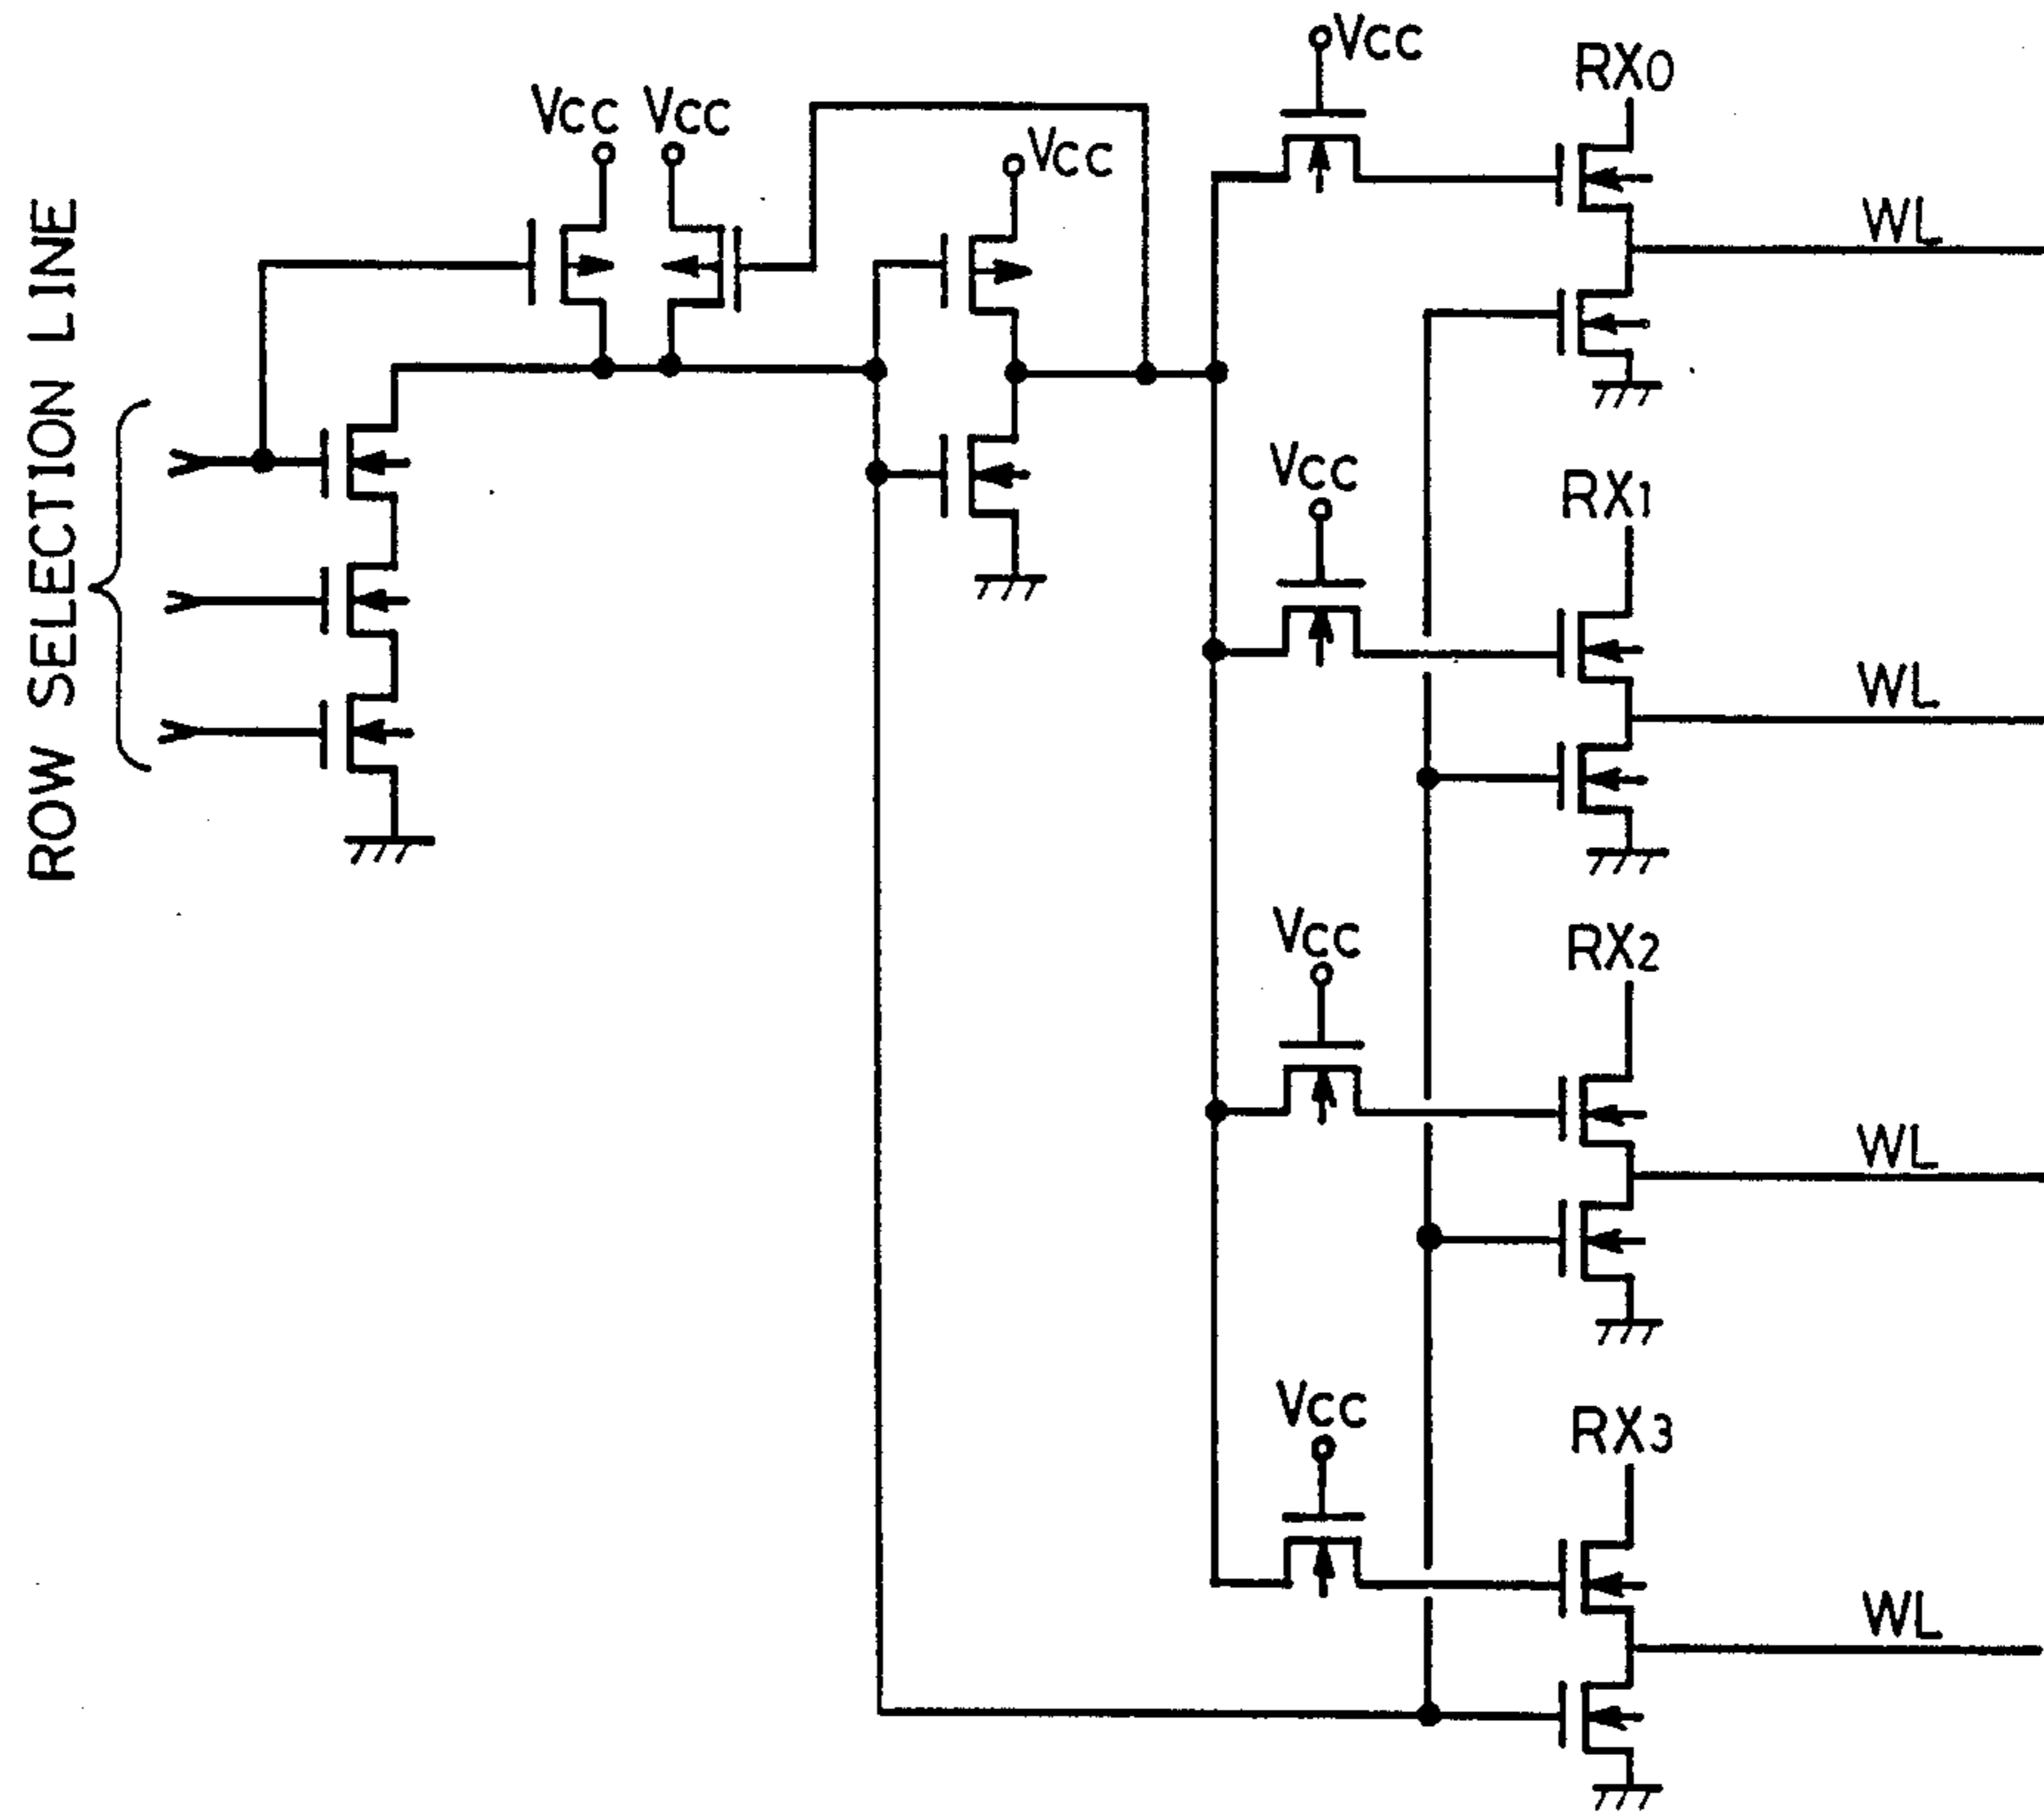 ROW SELECTION LINE
Vcc
Vcc
Vcc
Vcc
RX0
WL
Vcc
RX1
WL
Vcc
RX2
WL
Vcc
RX3
WL